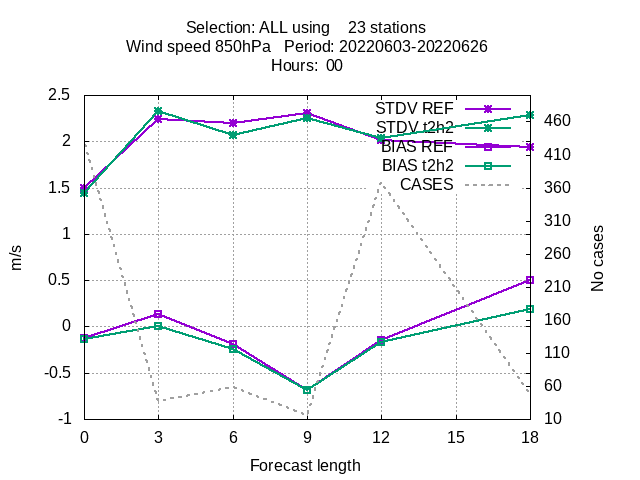 Selection: ALL using 23 stations
Wind speed 850hPa Period: 20220603-20220626
Hours: 00
2.5
2
1.5
1
0.5
0
-0.5
-1
m/s
STDV REF
STDV t2h2
BIAS REF
BIAS t2h2
CASES
460
410
360
310
260
210
160
110
60
10
No cases
0 3 6 9 12 15 18
Forecast length